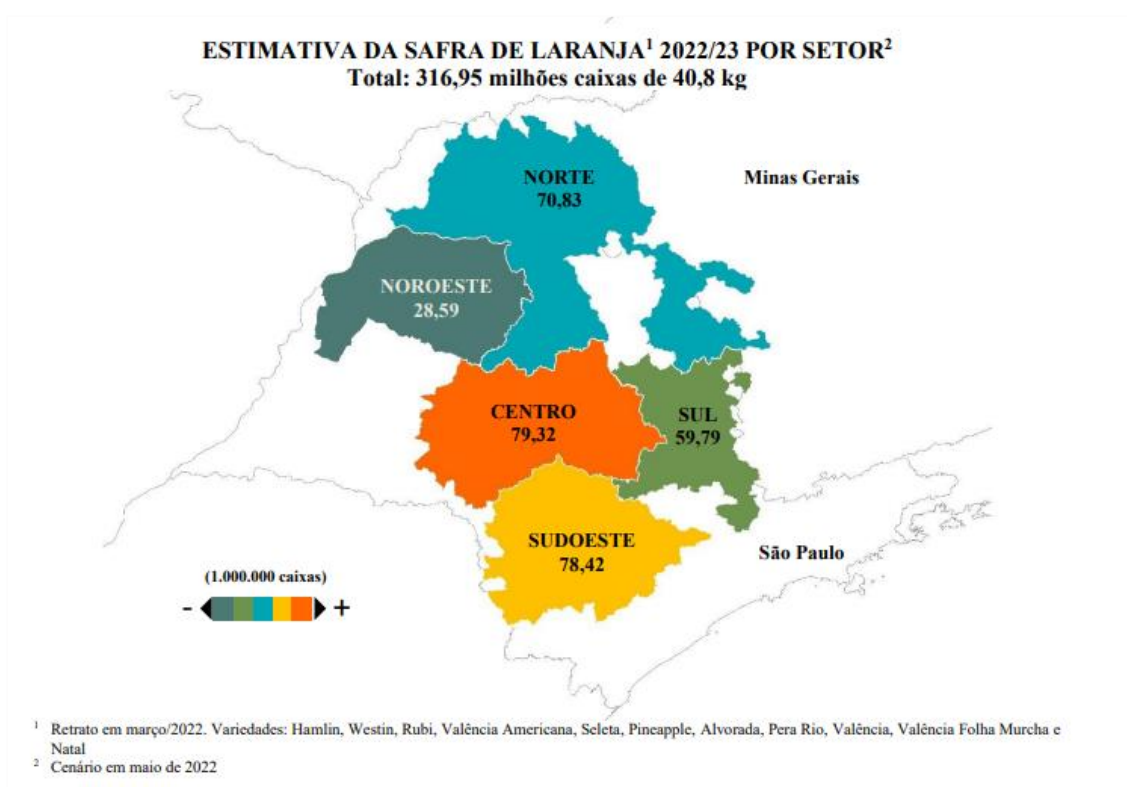 ESTIMATIVA DA SAFRA DE LARANJA¹ 2022/23 POR SETOR²
Total: 316,95 milhões caixas de 40,8 kg
NORTE
70,83
Minas Gerais
NOROESTE
28,59
CENTRO
79,32
SUL
59,79
SUDOESTE
78,42
São Paulo
(1.000.000 caixas)
- +
¹ Retrato em março/2022. Variedades: Hamlin, Westin, Rubi, Valência Americana, Seleta, Pineapple, Alvorada, Pera Rio, Valência, Valência Folha Murcha e
Natal
² Cenário em maio de 2022